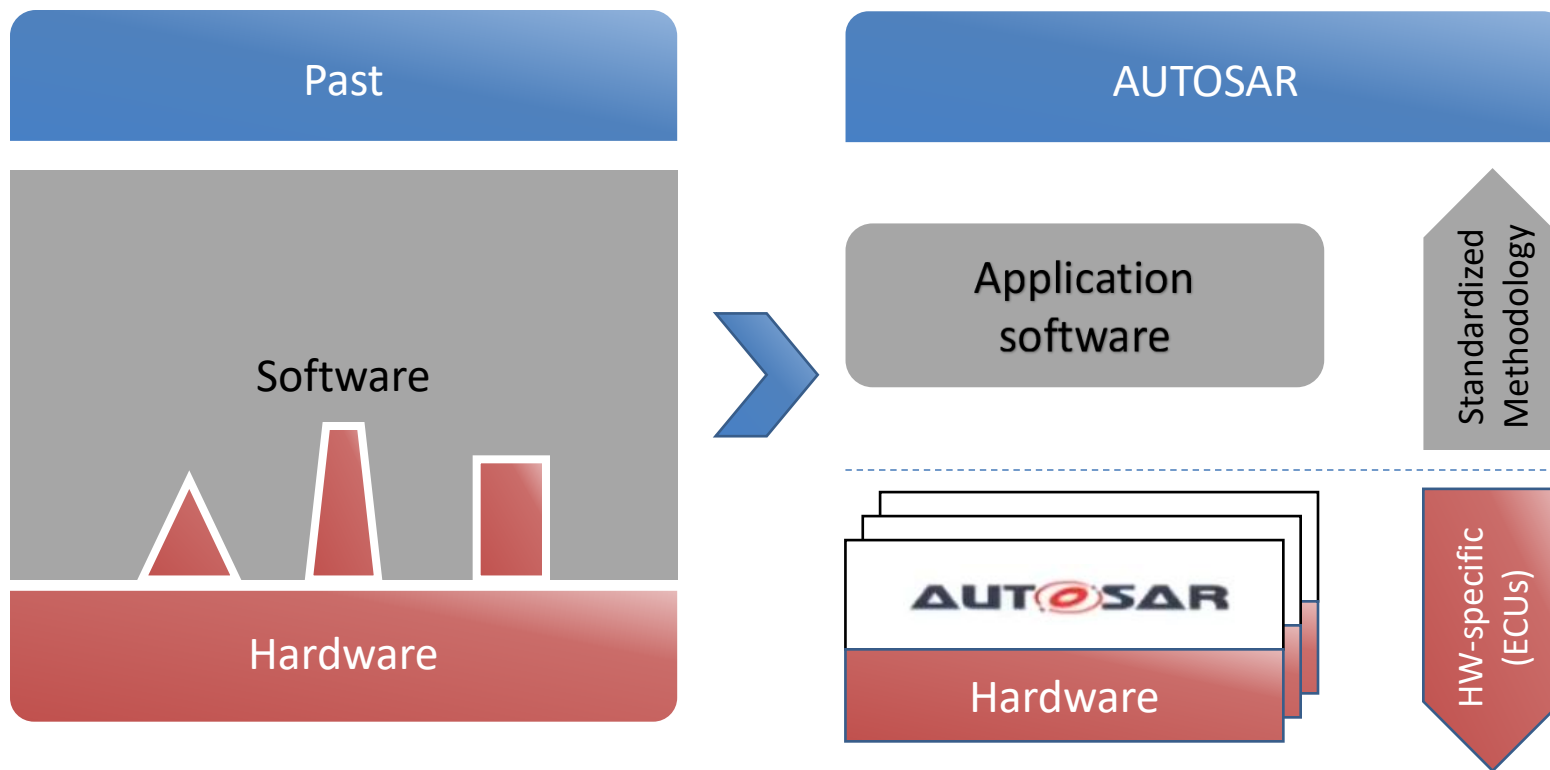 Past
AUTOSAR
Software
Hardware
Application
software
Standardized
Methodology
AUTOSAR
Hardware
HW-specific
(ECUs)